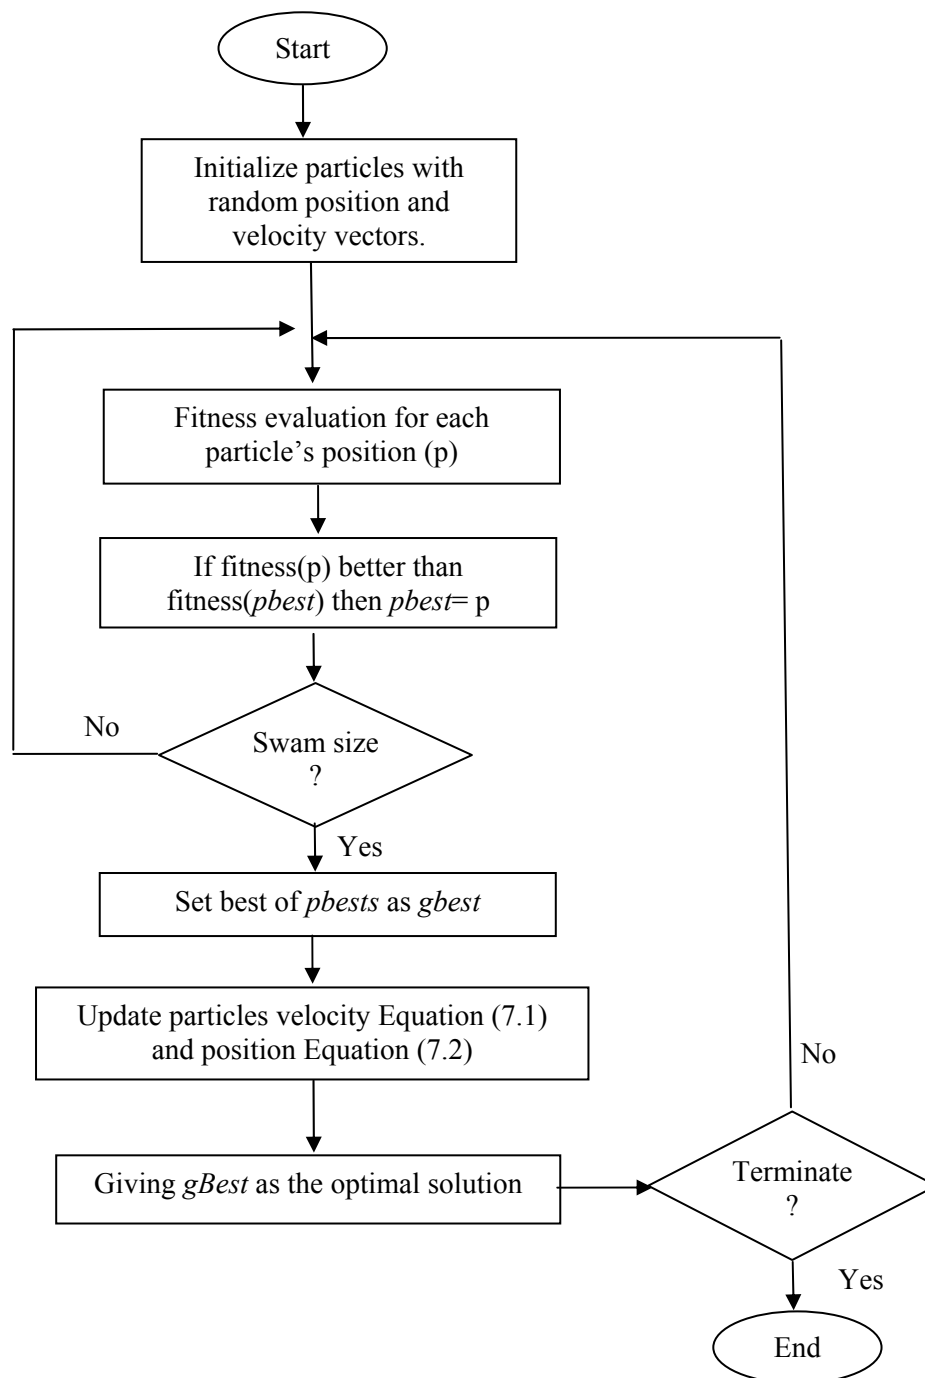 Start
Initialize particles with
random position and
velocity vectors.
Fitness evaluation for each
particle’s position (p)
If fitness(p) better than
fitness(pbest) then pbest= p
No
Swam size
?
Yes
Set best of pbests as gbest
Update particles velocity Equation (7.1)
and position Equation (7.2)
No
Giving gBest as the optimal solution
Terminate
?
Yes
End